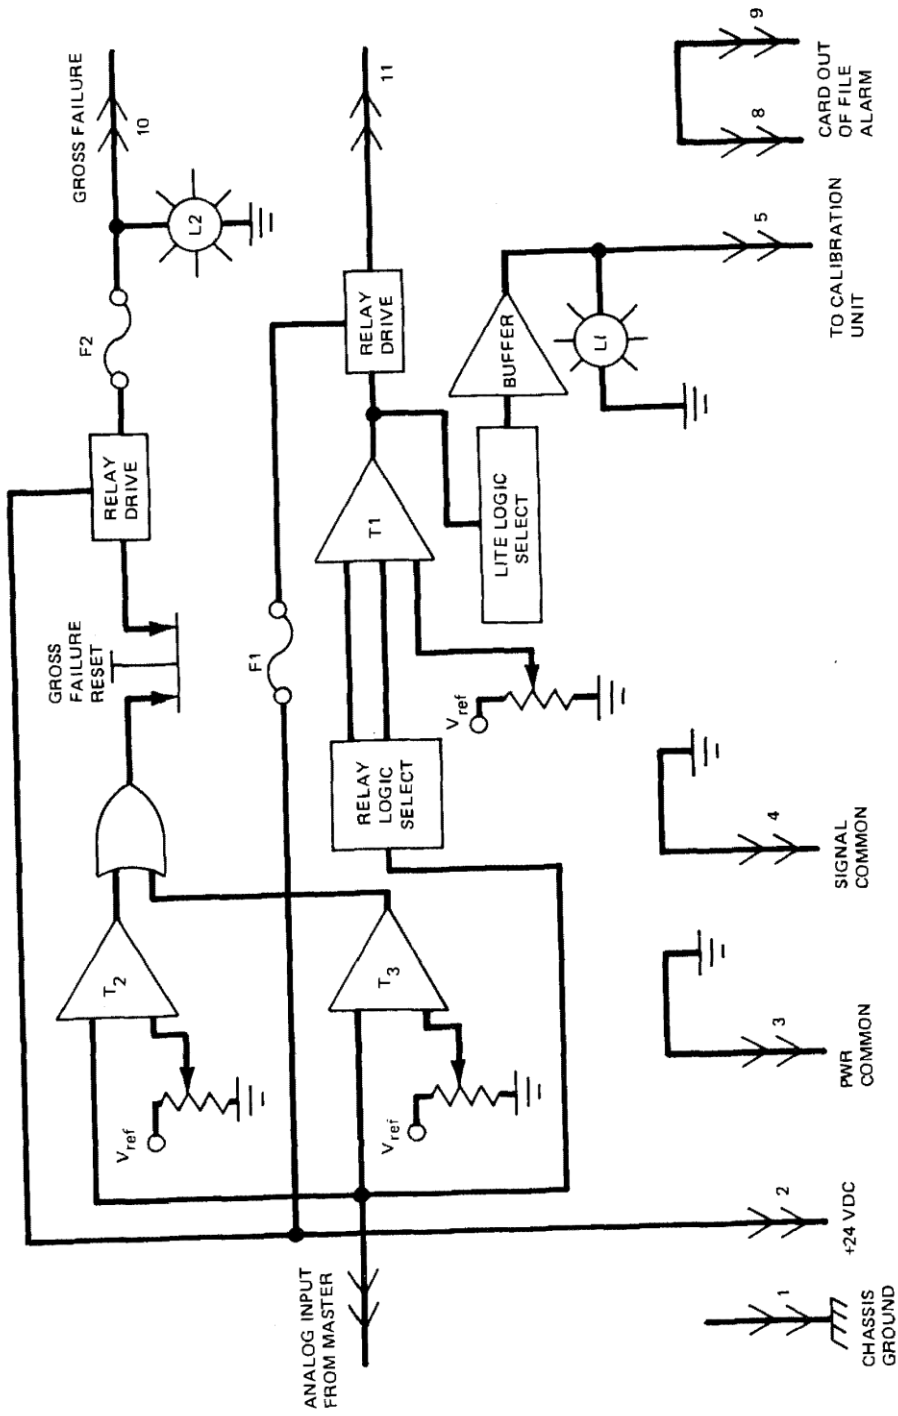 GROSS FAILURE
10
F2
L2
RELAY
DRIVE
GROSS
FAILURE
RESET
T2
Vref
11
RELAY
DRIVE
F1
T1
RELAY
LOGIC
SELECT
T3
Vref
ANALOG INPUT
FROM MASTER
BUFFER
LITE LOGIC
SELECT
Vref
L1
9
8
CARD OUT
OF FILE
ALARM
5
TO CALIBRATION
UNIT
4
SIGNAL
COMMON
3
PWR
COMMON
2
+24 VDC
1
CHASSIS
GROUND